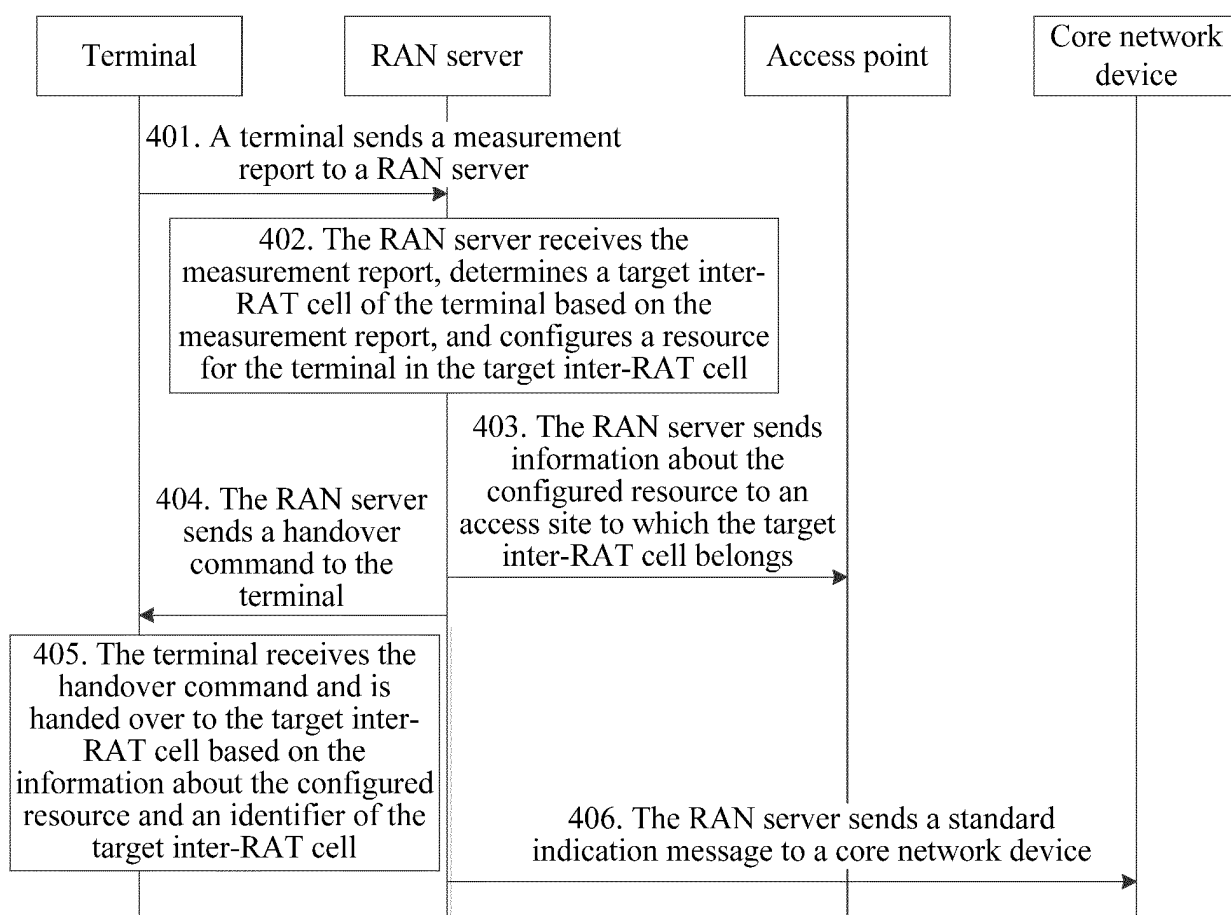 Terminal
RAN server
Access point
Core network
device
401. A terminal sends a measurement
report to a RAN server
402. The RAN server receives the
measurement report, determines a target inter-
RAT cell of the terminal based on the
measurement report, and configures a resource
for the terminal in the target inter-RAT cell
403. The RAN server sends
information about the
configured resource to an
access site to which the target
inter-RAT cell belongs
404. The RAN server
sends a handover
command to the
terminal
405. The terminal receives the
handover command and is
handed over to the target inter-
RAT cell based on the
information about the configured
resource and an identifier of the
target inter-RAT cell
406. The RAN server sends a standard
indication message to a core network device